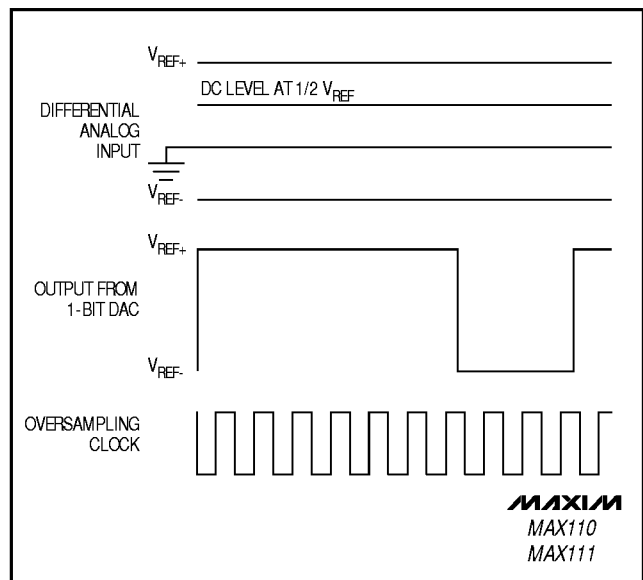 VREF+
DC LEVEL AT 1/2 VREF
DIFFERENTIAL
ANALOG
INPUT
VREF-
VREF+
OUTPUT FROM
1-BIT DAC
VREF-
OVERSAMPLING
CLOCK
MAXIM
MAX110
MAX111